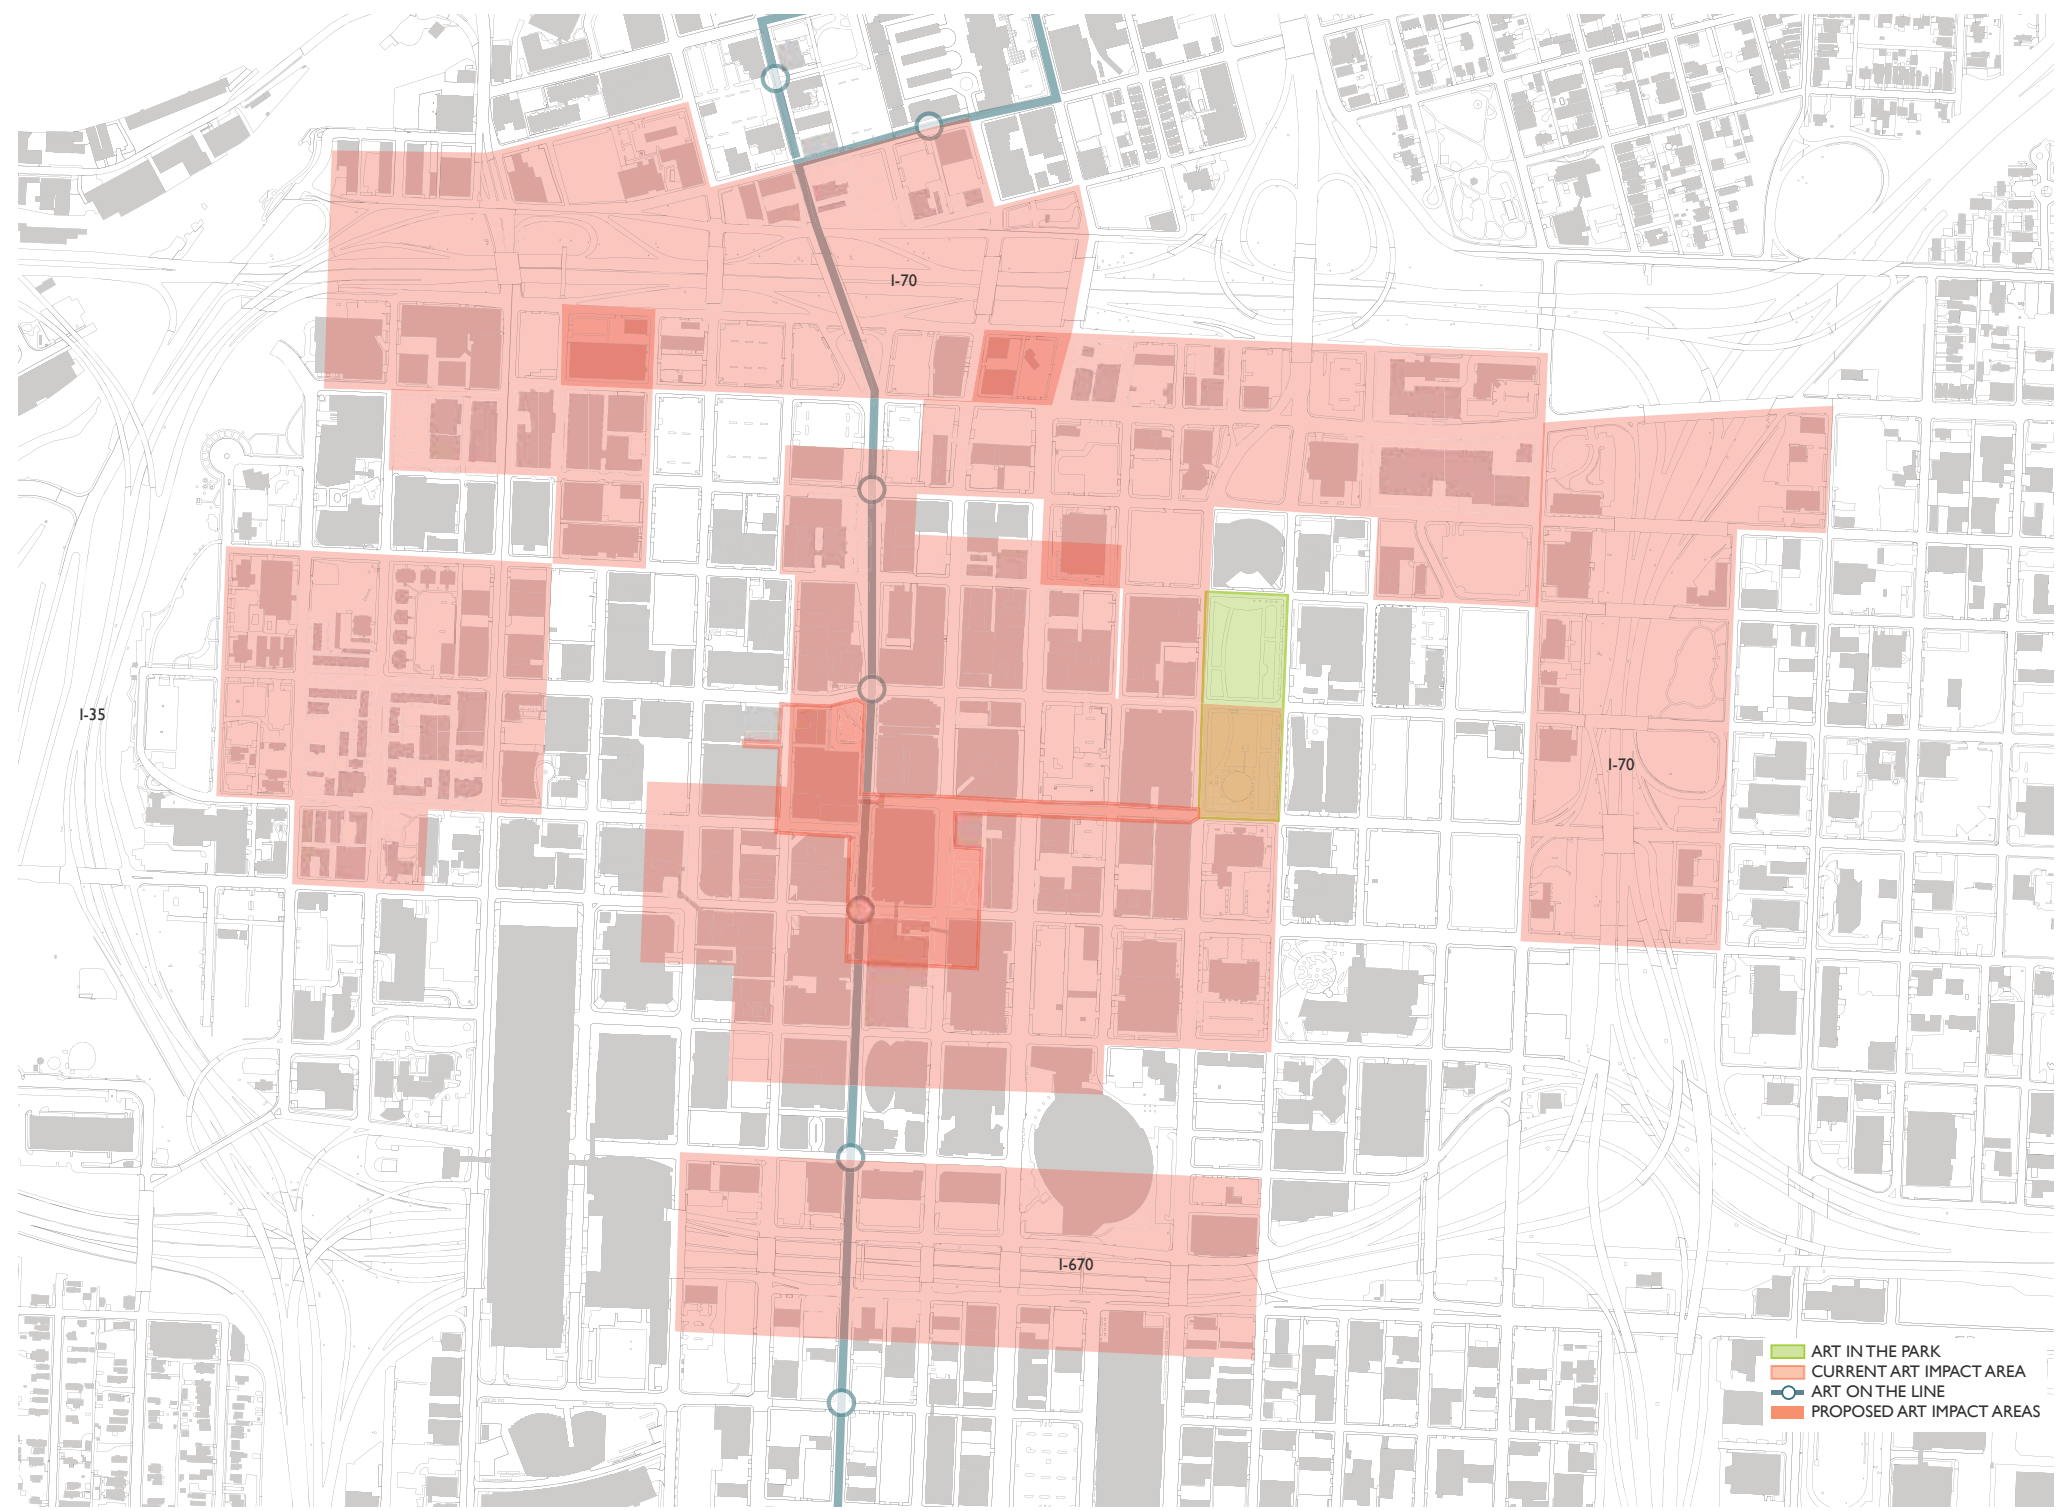 I-70
I-35
I-70
I-670
ART IN THE PARK
CURRENT ART IMPACT AREA
ART ON THE LINE
PROPOSED ART IMPACT AREAS